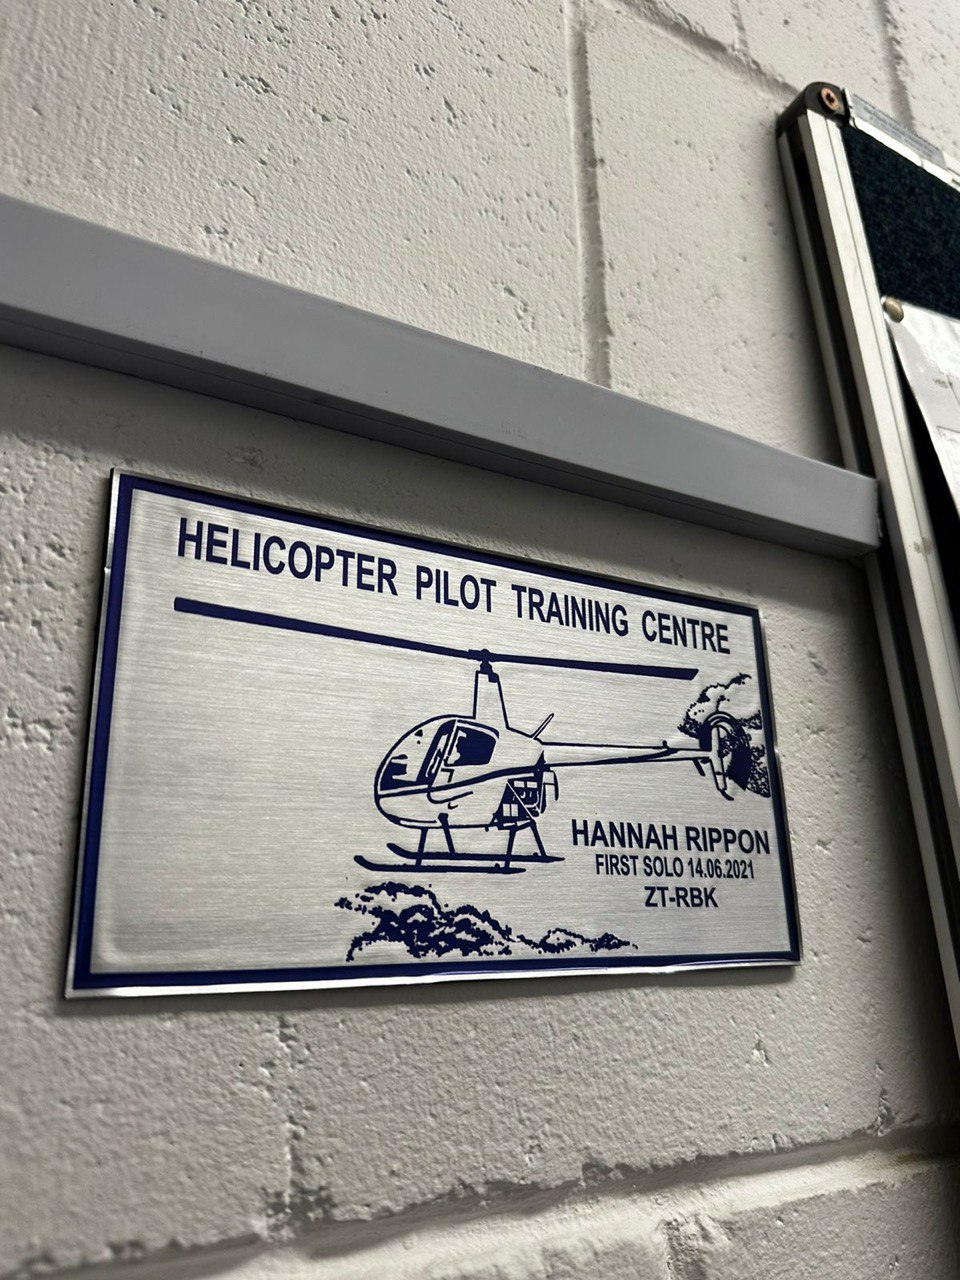 HELICOPTER PILOT TRAINING CENTRE
HANNAH RIPPON
FIRST SOLO 14.06.2021
ZT-RBK